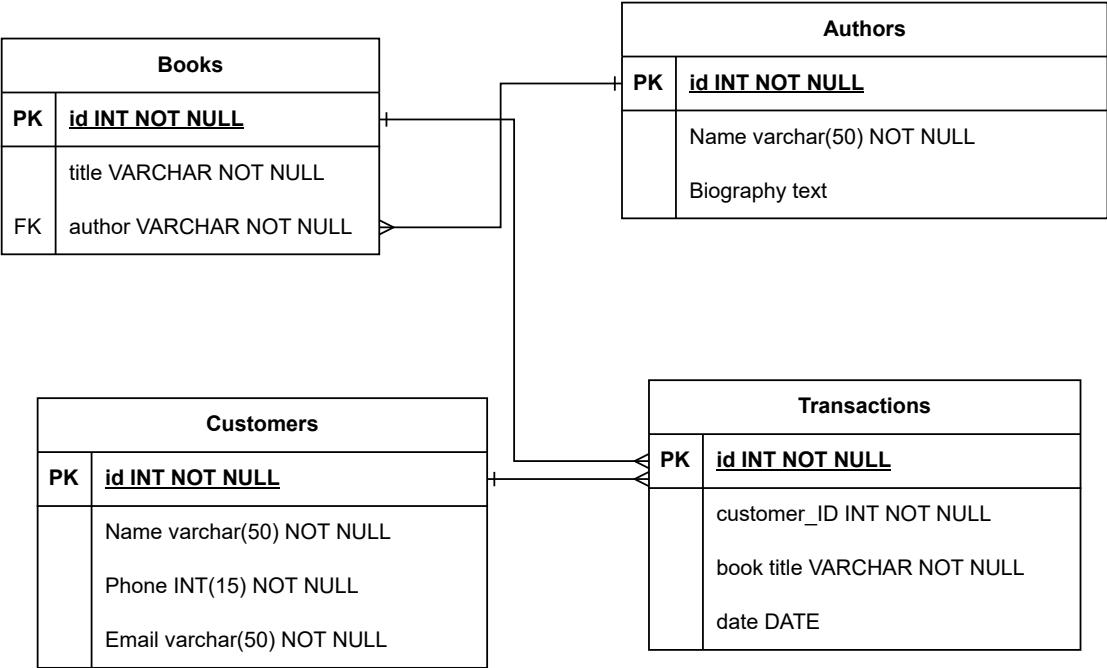 Books
PK id INT NOT NULL
title VARCHAR NOT NULL
FK author VARCHAR NOT NULL
Authors
PK id INT NOT NULL
Name varchar(50) NOT NULL
Biography text
Customers
PK id INT NOT NULL
Name varchar(50) NOT NULL
Phone INT(15) NOT NULL
Email varchar(50) NOT NULL
Transactions
PK id INT NOT NULL
customer_ID INT NOT NULL
book title VARCHAR NOT NULL
date DATE